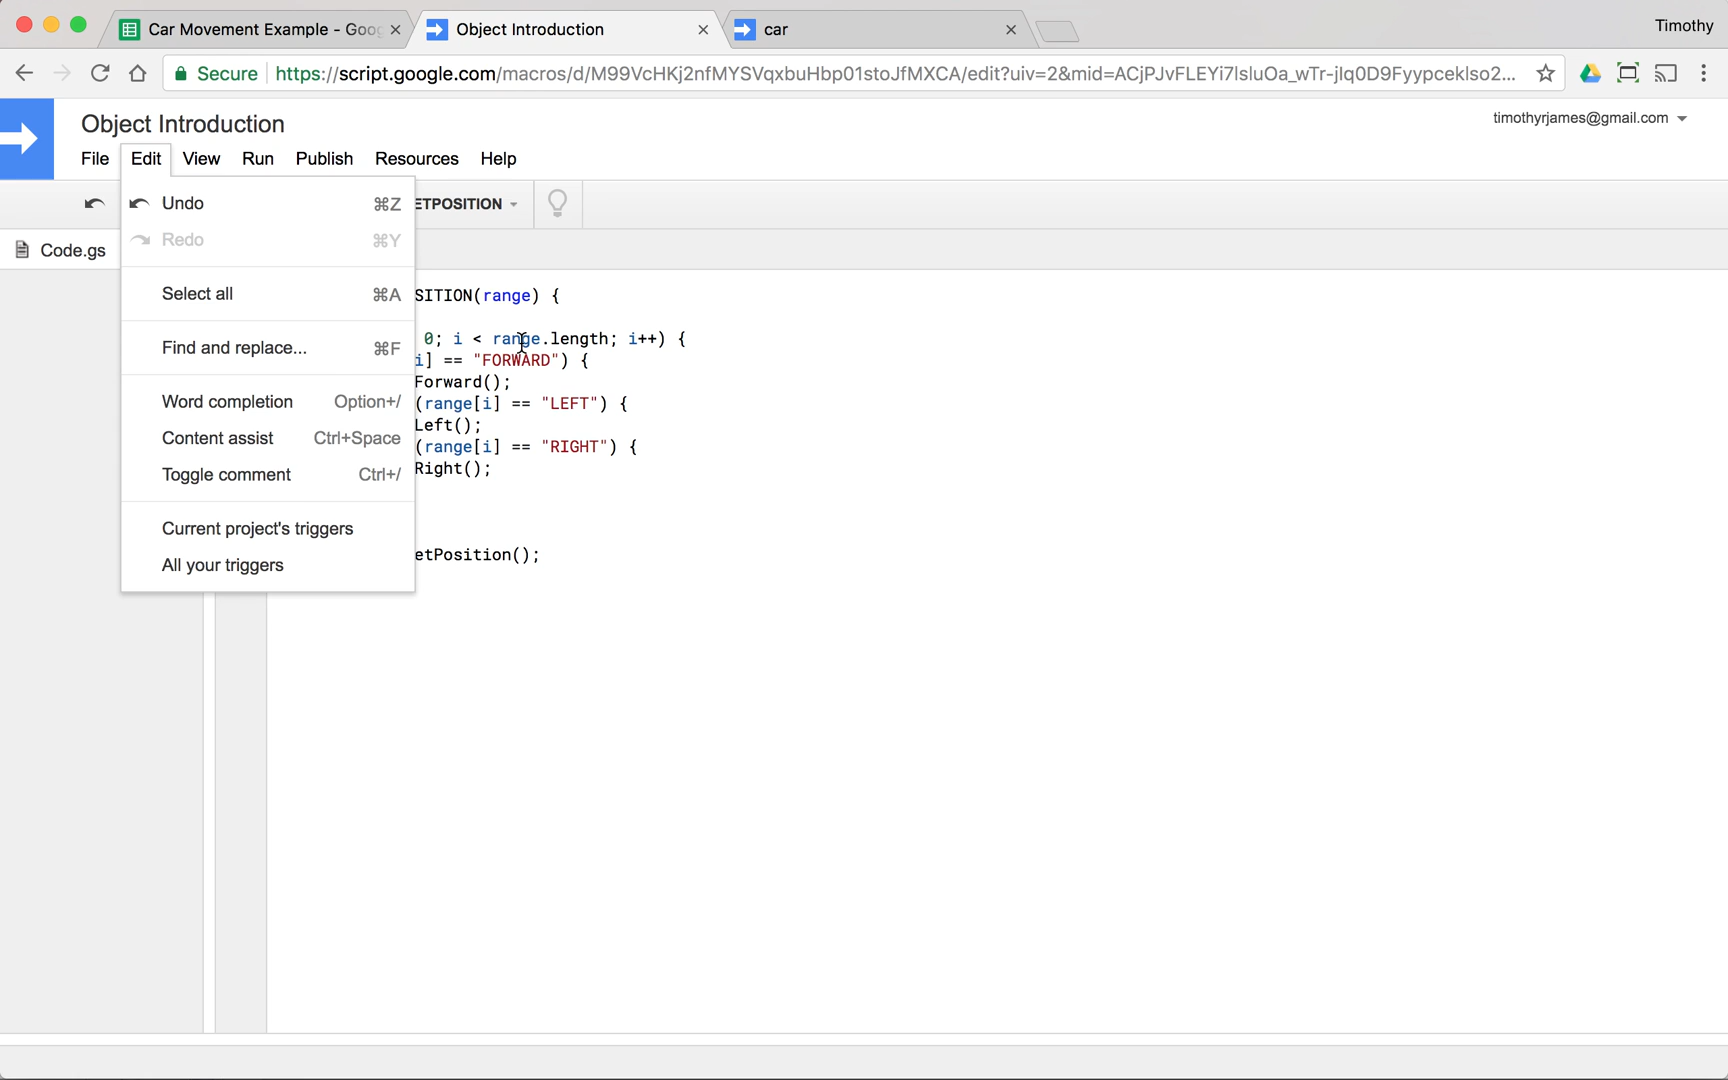 Car Movement Example - Goog
Object Introduction
car
Timothy
Secure
https://script.google.com/macros/d/M99VcHKj2nfMYSVqxbuHbp01stoJfMXCA/edit?uiv=2&mid=ACjPJvFLEYi7lsluOa_wTr-jlq0D9Fyypceklso2...
Object Introduction
timothyrjames@gmail.com
File Edit View Run Publish Resources Help
Undo ⌘Z
ETPOSITION
Redo ⌘Y
Code.gs
Select all ⌘A
SITION(range) {
Find and replace... ⌘F
0; i < range.length; i++) {
i] == "FORWARD") {
Forward();
Word completion Option+/
(range[i] == "LEFT") {
Left();
Content assist Ctrl+Space
(range[i] == "RIGHT") {
Right();
Toggle comment Ctrl+/
Current project's triggers
etPosition();
All your triggers